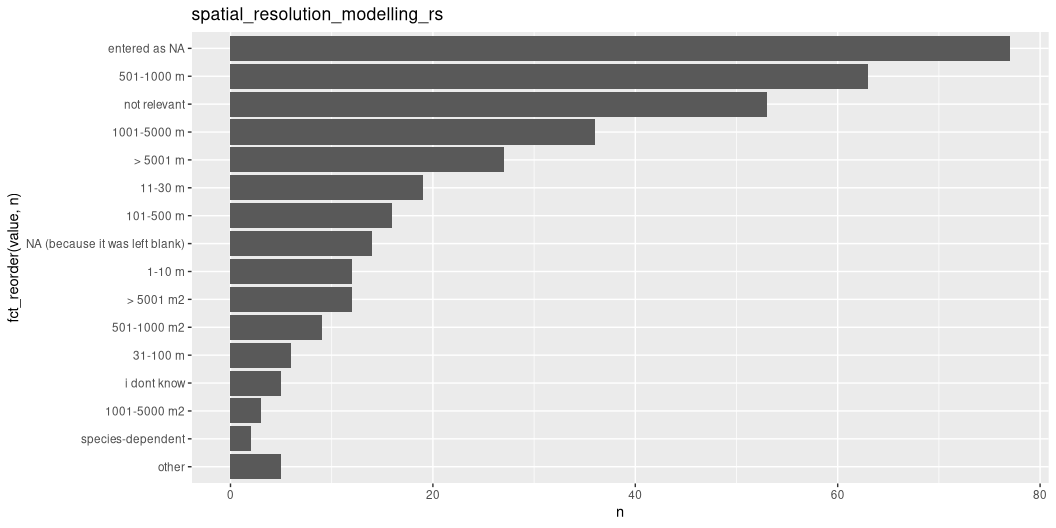 spatial_resolution_modelling_rs
fct_reorder(value, n)
entered as NA
501-1000 m
not relevant
1001-5000 m
> 5001 m
11-30 m
101-500 m
NA (because it was left blank)
1-10 m
> 5001 m2
501-1000 m2
31-100 m
i dont know
1001-5000 m2
species-dependent
other
0 20 40 60 80
n